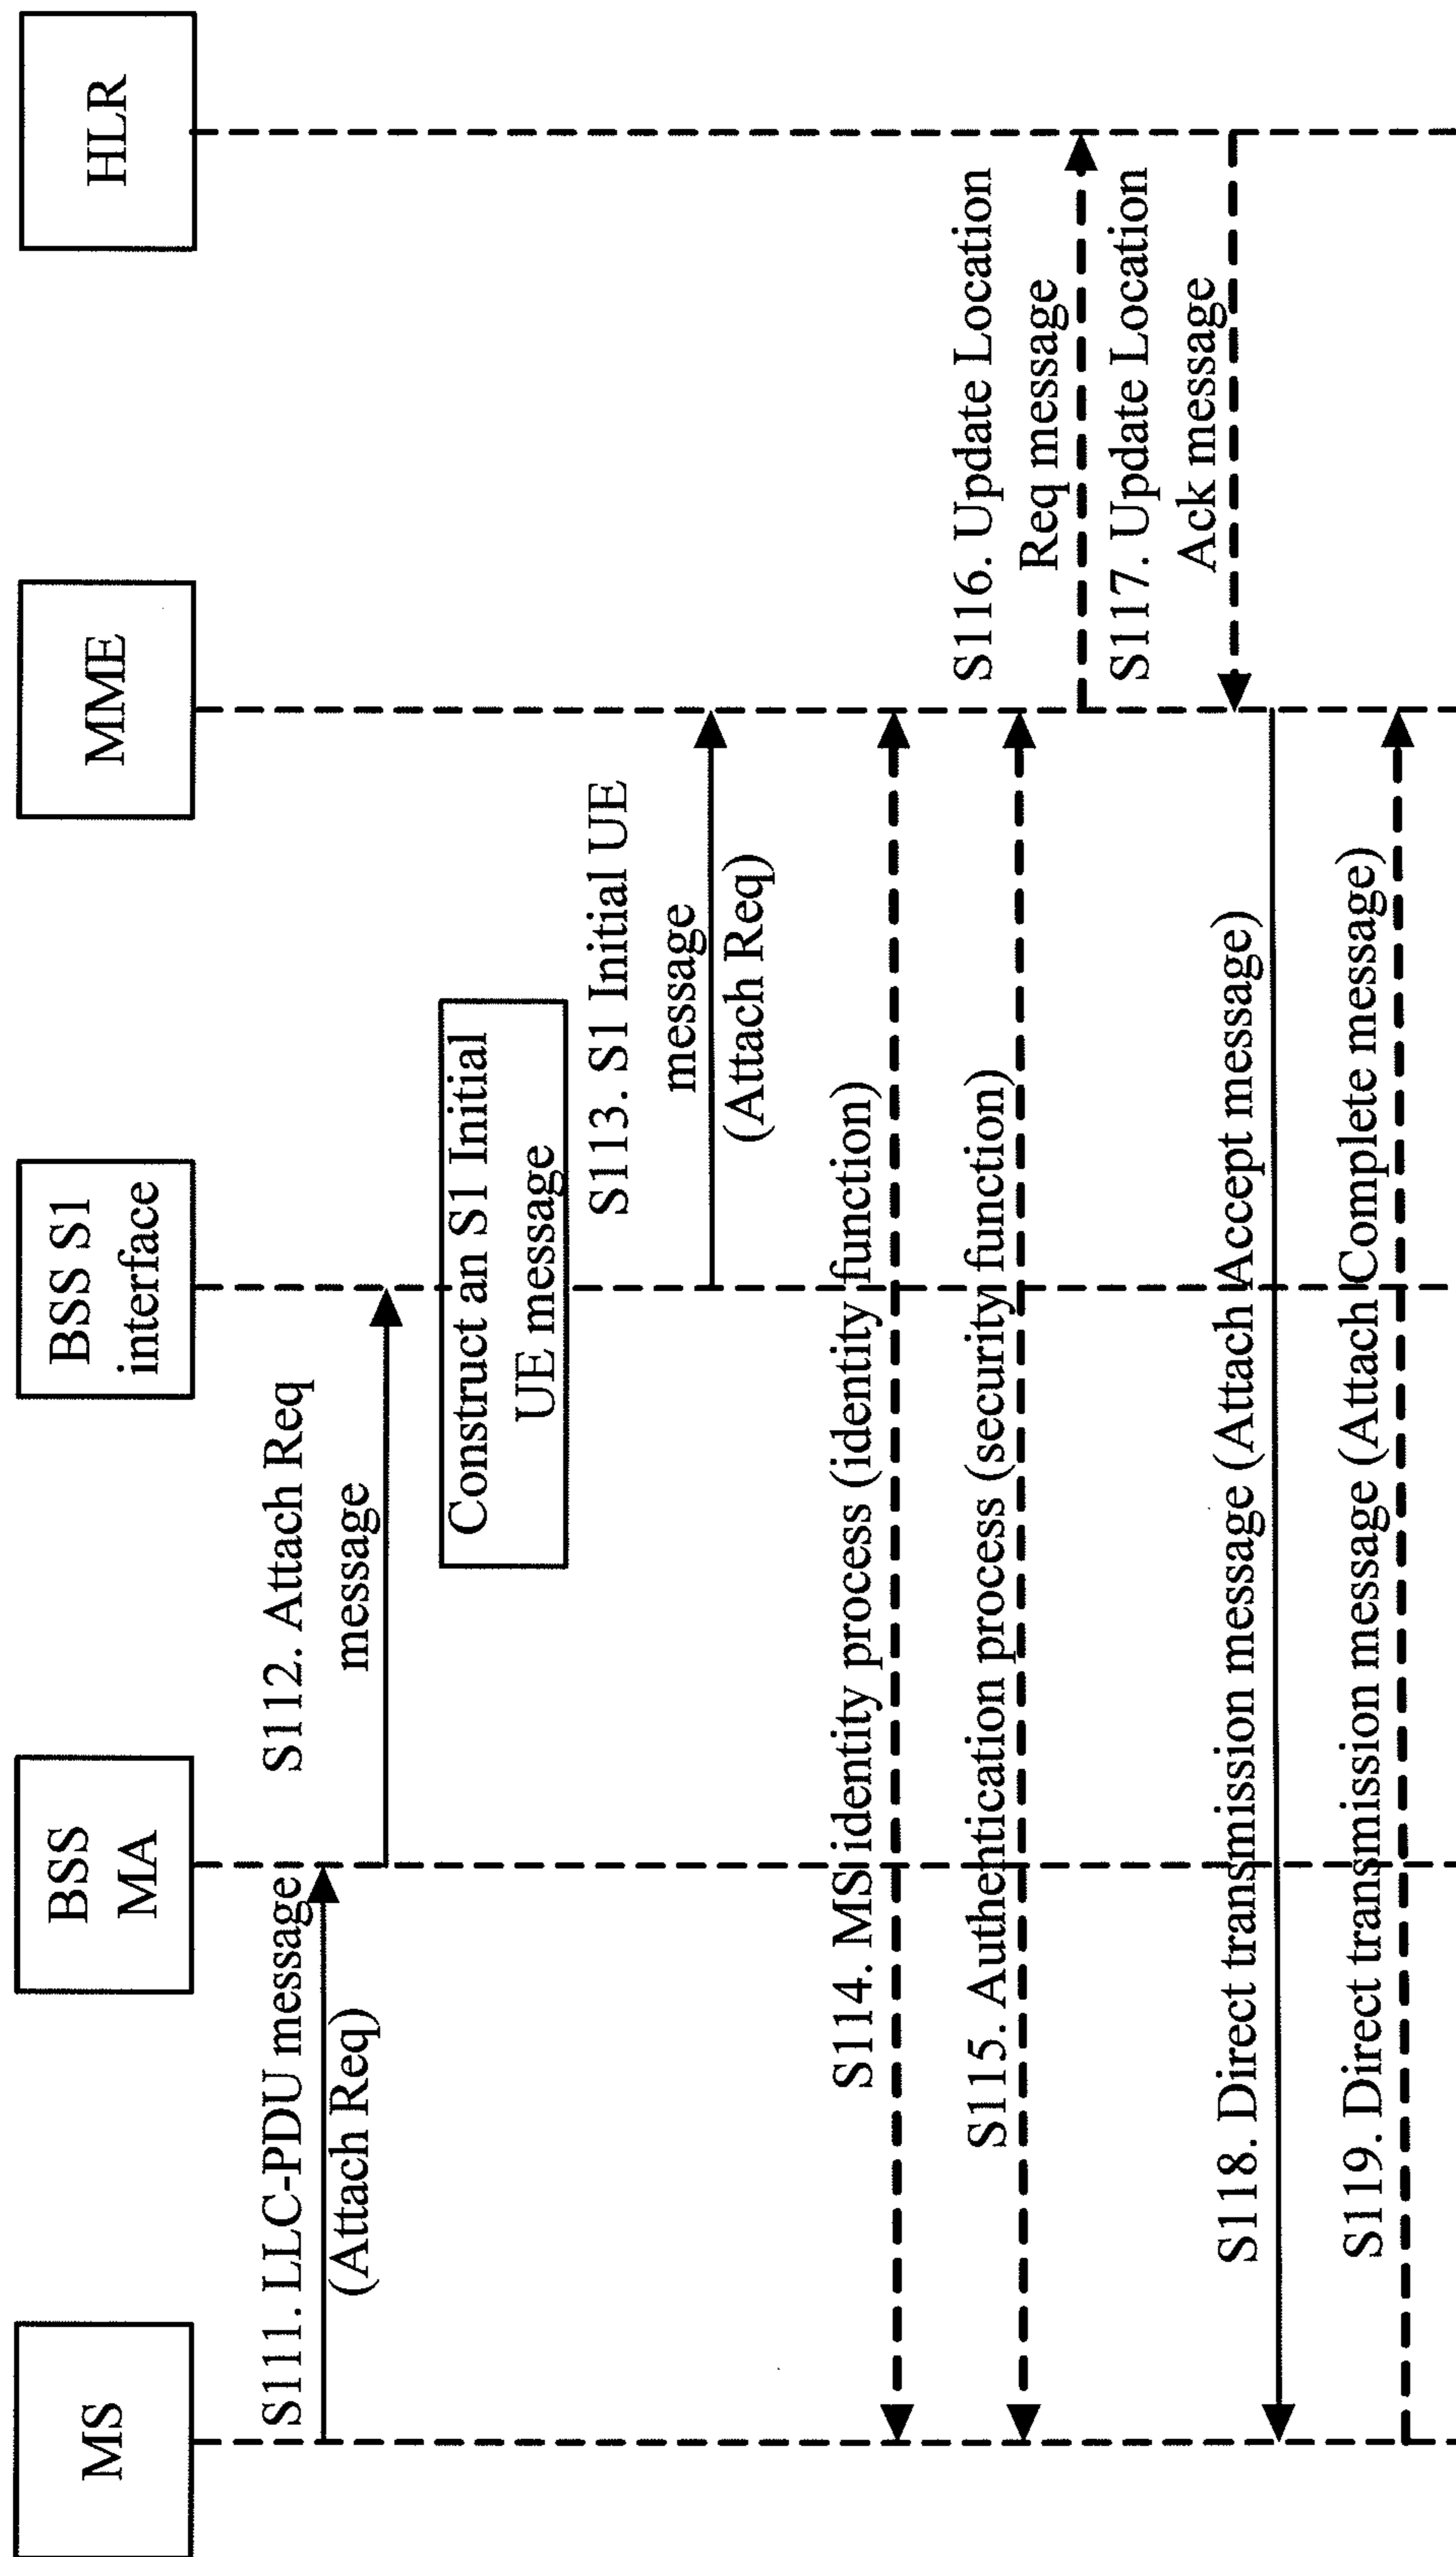 MS
BSS
MA
BSS S1
interface
MME
HLR
S111. LLC-PDU message
(Attach Req)
S112. Attach Req
message
Construct an S1 Initial
UE message
S113. S1 Initial UE
message
(Attach Req)
S114. MS identity process (identity function)
S115. Authentication process (security function)
S116. Update Location
Req message
S117. Update Location
Ack message
S118. Direct transmission message (Attach Accept message)
S119. Direct transmission message (Attach Complete message)